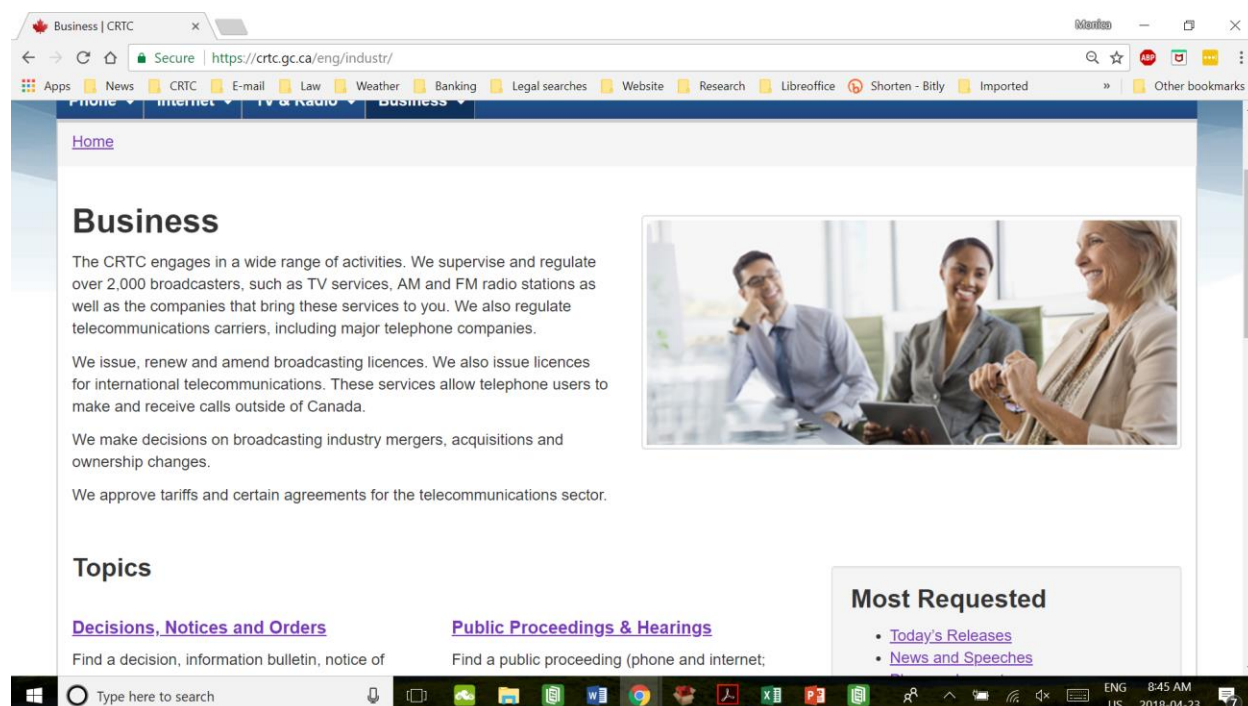 Business | CRTC
Monica
Secure | https://crtc.gc.ca/eng/industr/
ABP
Apps News CRTC E-mail Law Weather Banking Legal searches Website Research Libreoffice Shorten - Bitly Imported » Other bookmarks
Phone Internet TV & Radio Business
Home
Business
The CRTC engages in a wide range of activities. We supervise and regulate
over 2,000 broadcasters, such as TV services, AM and FM radio stations as
well as the companies that bring these services to you. We also regulate
telecommunications carriers, including major telephone companies.
We issue, renew and amend broadcasting licences. We also issue licences
for international telecommunications. These services allow telephone users to
make and receive calls outside of Canada.
We make decisions on broadcasting industry mergers, acquisitions and
ownership changes.
We approve tariffs and certain agreements for the telecommunications sector.
Topics
Decisions, Notices and Orders
Find a decision, information bulletin, notice of
Public Proceedings & Hearings
Find a public proceeding (phone and internet;
Most Requested
• Today's Releases
• News and Speeches
Type here to search
ENG 8:45 AM
US 2018-04-23
7